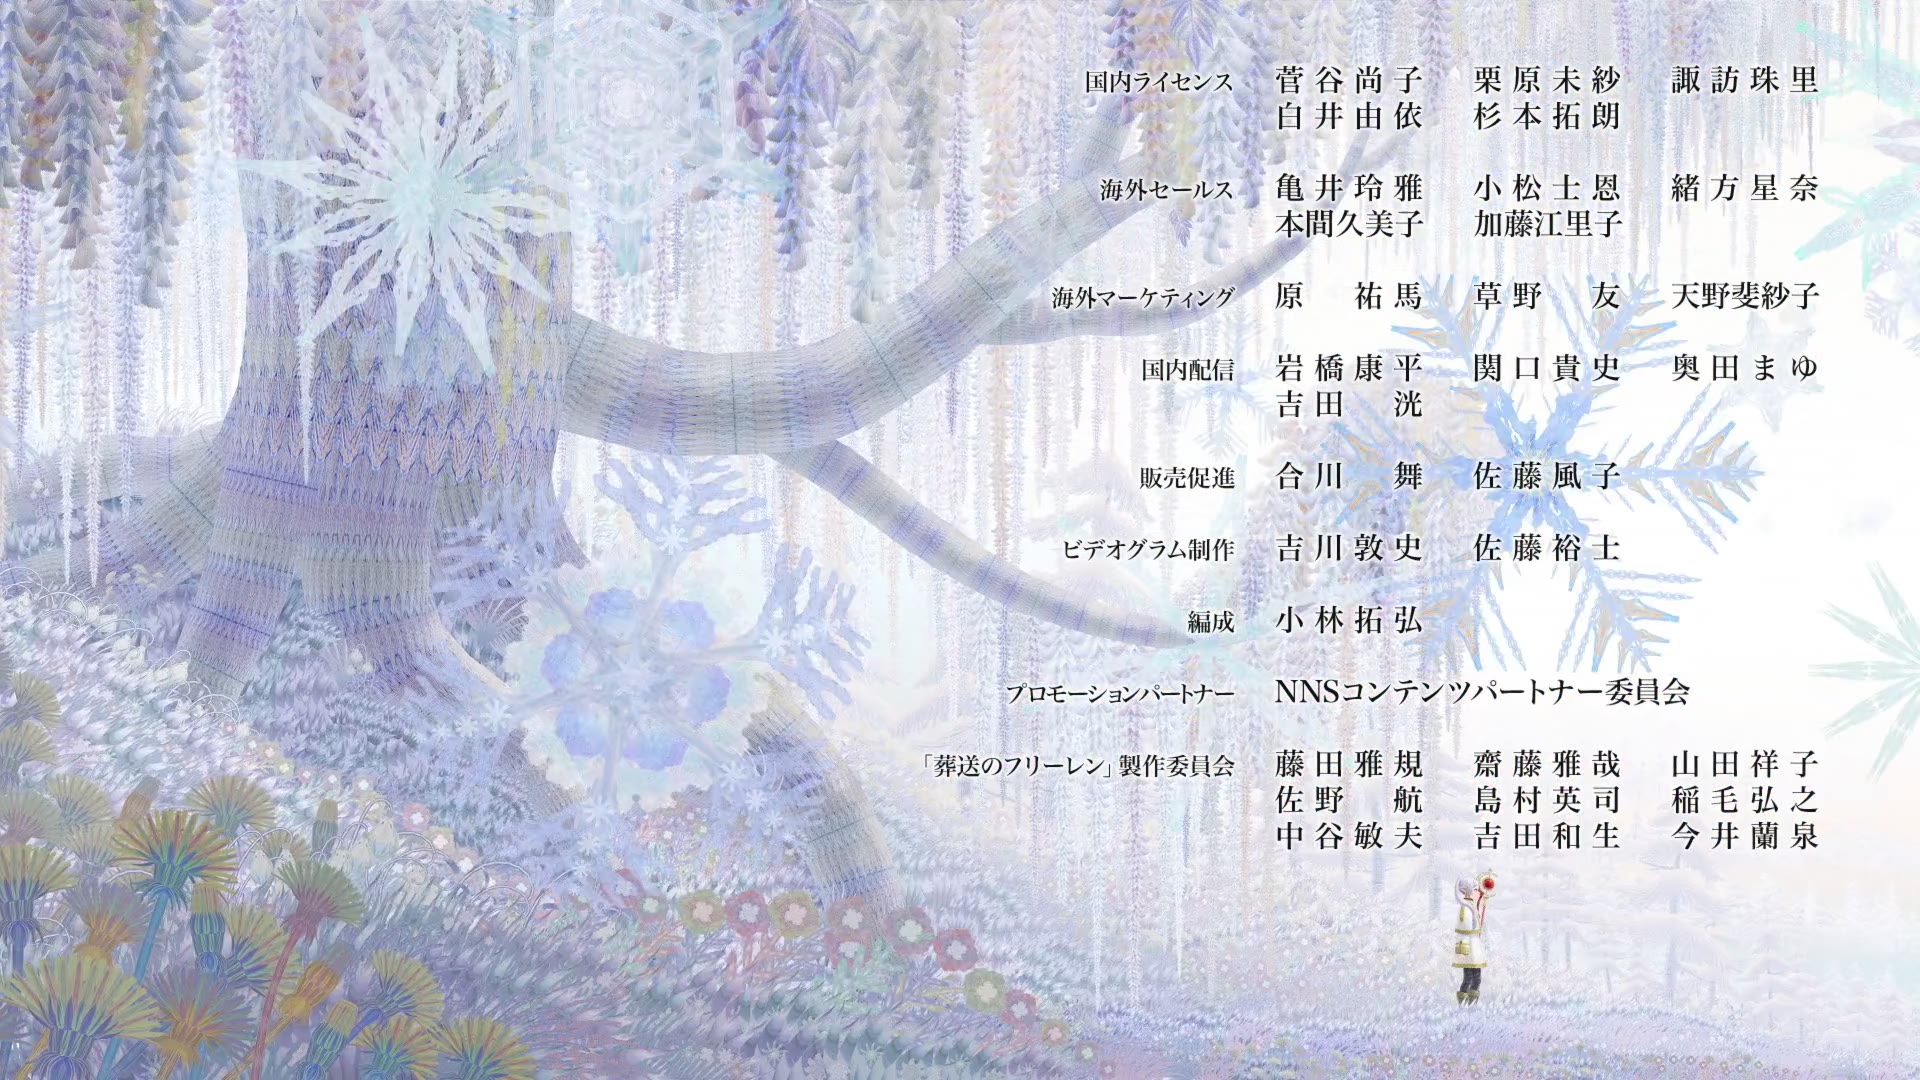 国内ライセンス 菅谷尚子 栗原未紗 諏訪珠里
白井由依 杉本拓朗
海外セールス 亀井玲雅 小松士恩 緒方星奈
本間久美子 加藤江里子
海外マーケティング 原 祐馬 草野 友 天野斐紗子
国内配信 岩橋康平 関口貴史 奥田まゆ
吉田 洸
販売促進 合川 舞 佐藤風子
ビデオグラム制作 吉川敦史 佐藤裕士
編成 小林拓弘
プロモーションパートナー NNSコンテンツパートナー委員会
「葬送のフリーレン」製作委員会 藤田雅規 齋藤雅哉 山田祥子
佐野 航 島村英司 稲毛弘之
中谷敏夫 吉田和生 今井蘭泉